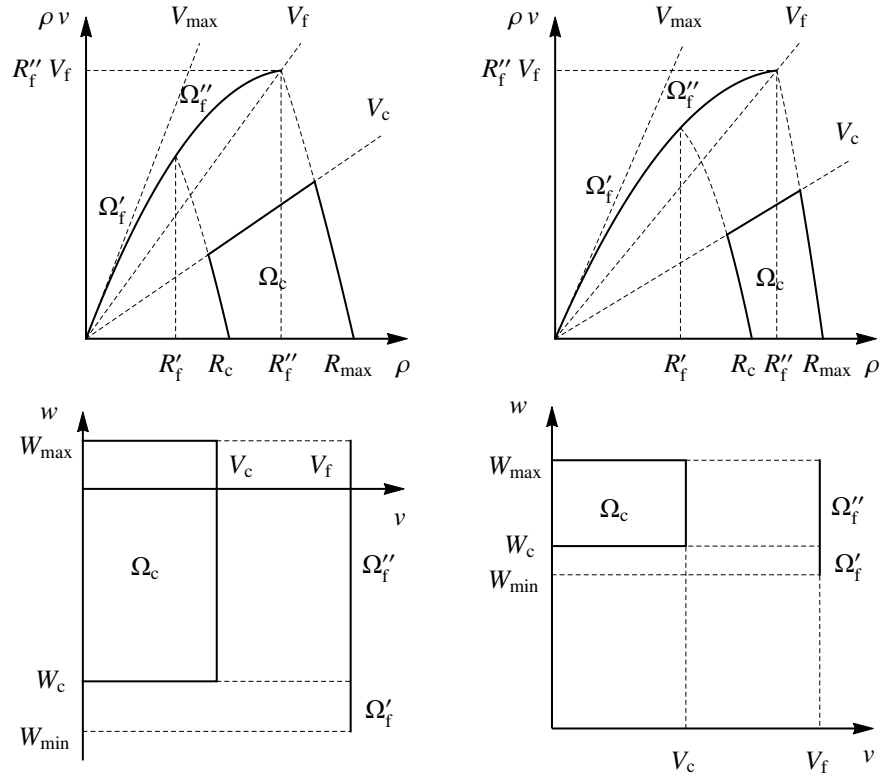 ρ v
V_max
V_f
R''_f V_f
Ω''_f
V_c
Ω'_f
Ω_c
R'_f
R_c
R''_f
R_max
ρ
ρ v
V_max
V_f
R''_f V_f
Ω''_f
V_c
Ω'_f
Ω_c
R'_f
R_c
R''_f
R_max
ρ
w
W_max
V_c
V_f
v
Ω_c
Ω''_f
W_c
Ω'_f
W_min
w
W_max
Ω_c
Ω''_f
W_c
Ω'_f
W_min
V_c
V_f
v